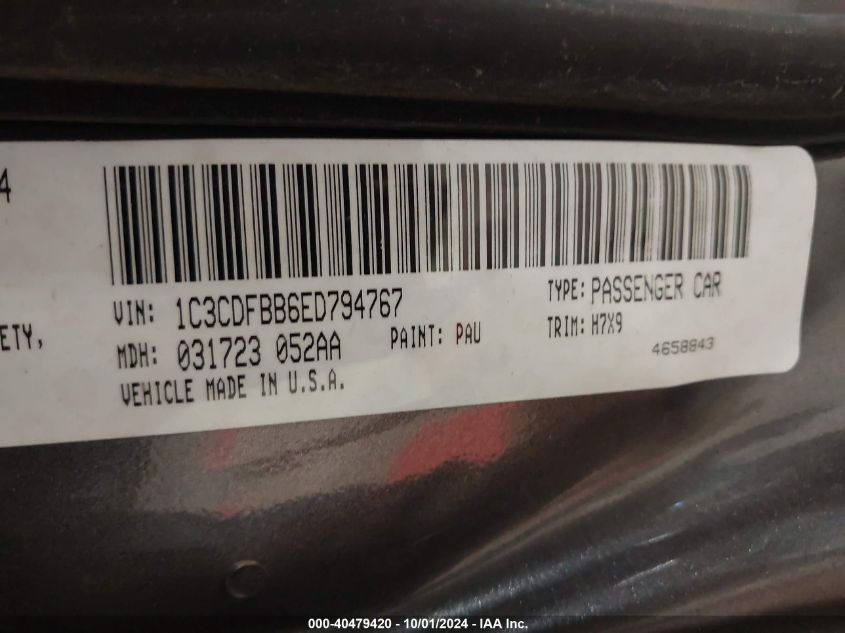 4
VIN: 1C3CDFBB6ED794767
TYPE: PASSENGER CAR
ETY,
MDH: 031723 052AA
PAINT: PAU
TRIM: H7X9
4658843
VEHICLE MADE IN U.S.A.
000-40479420 - 10/01/2024 - IAA Inc.